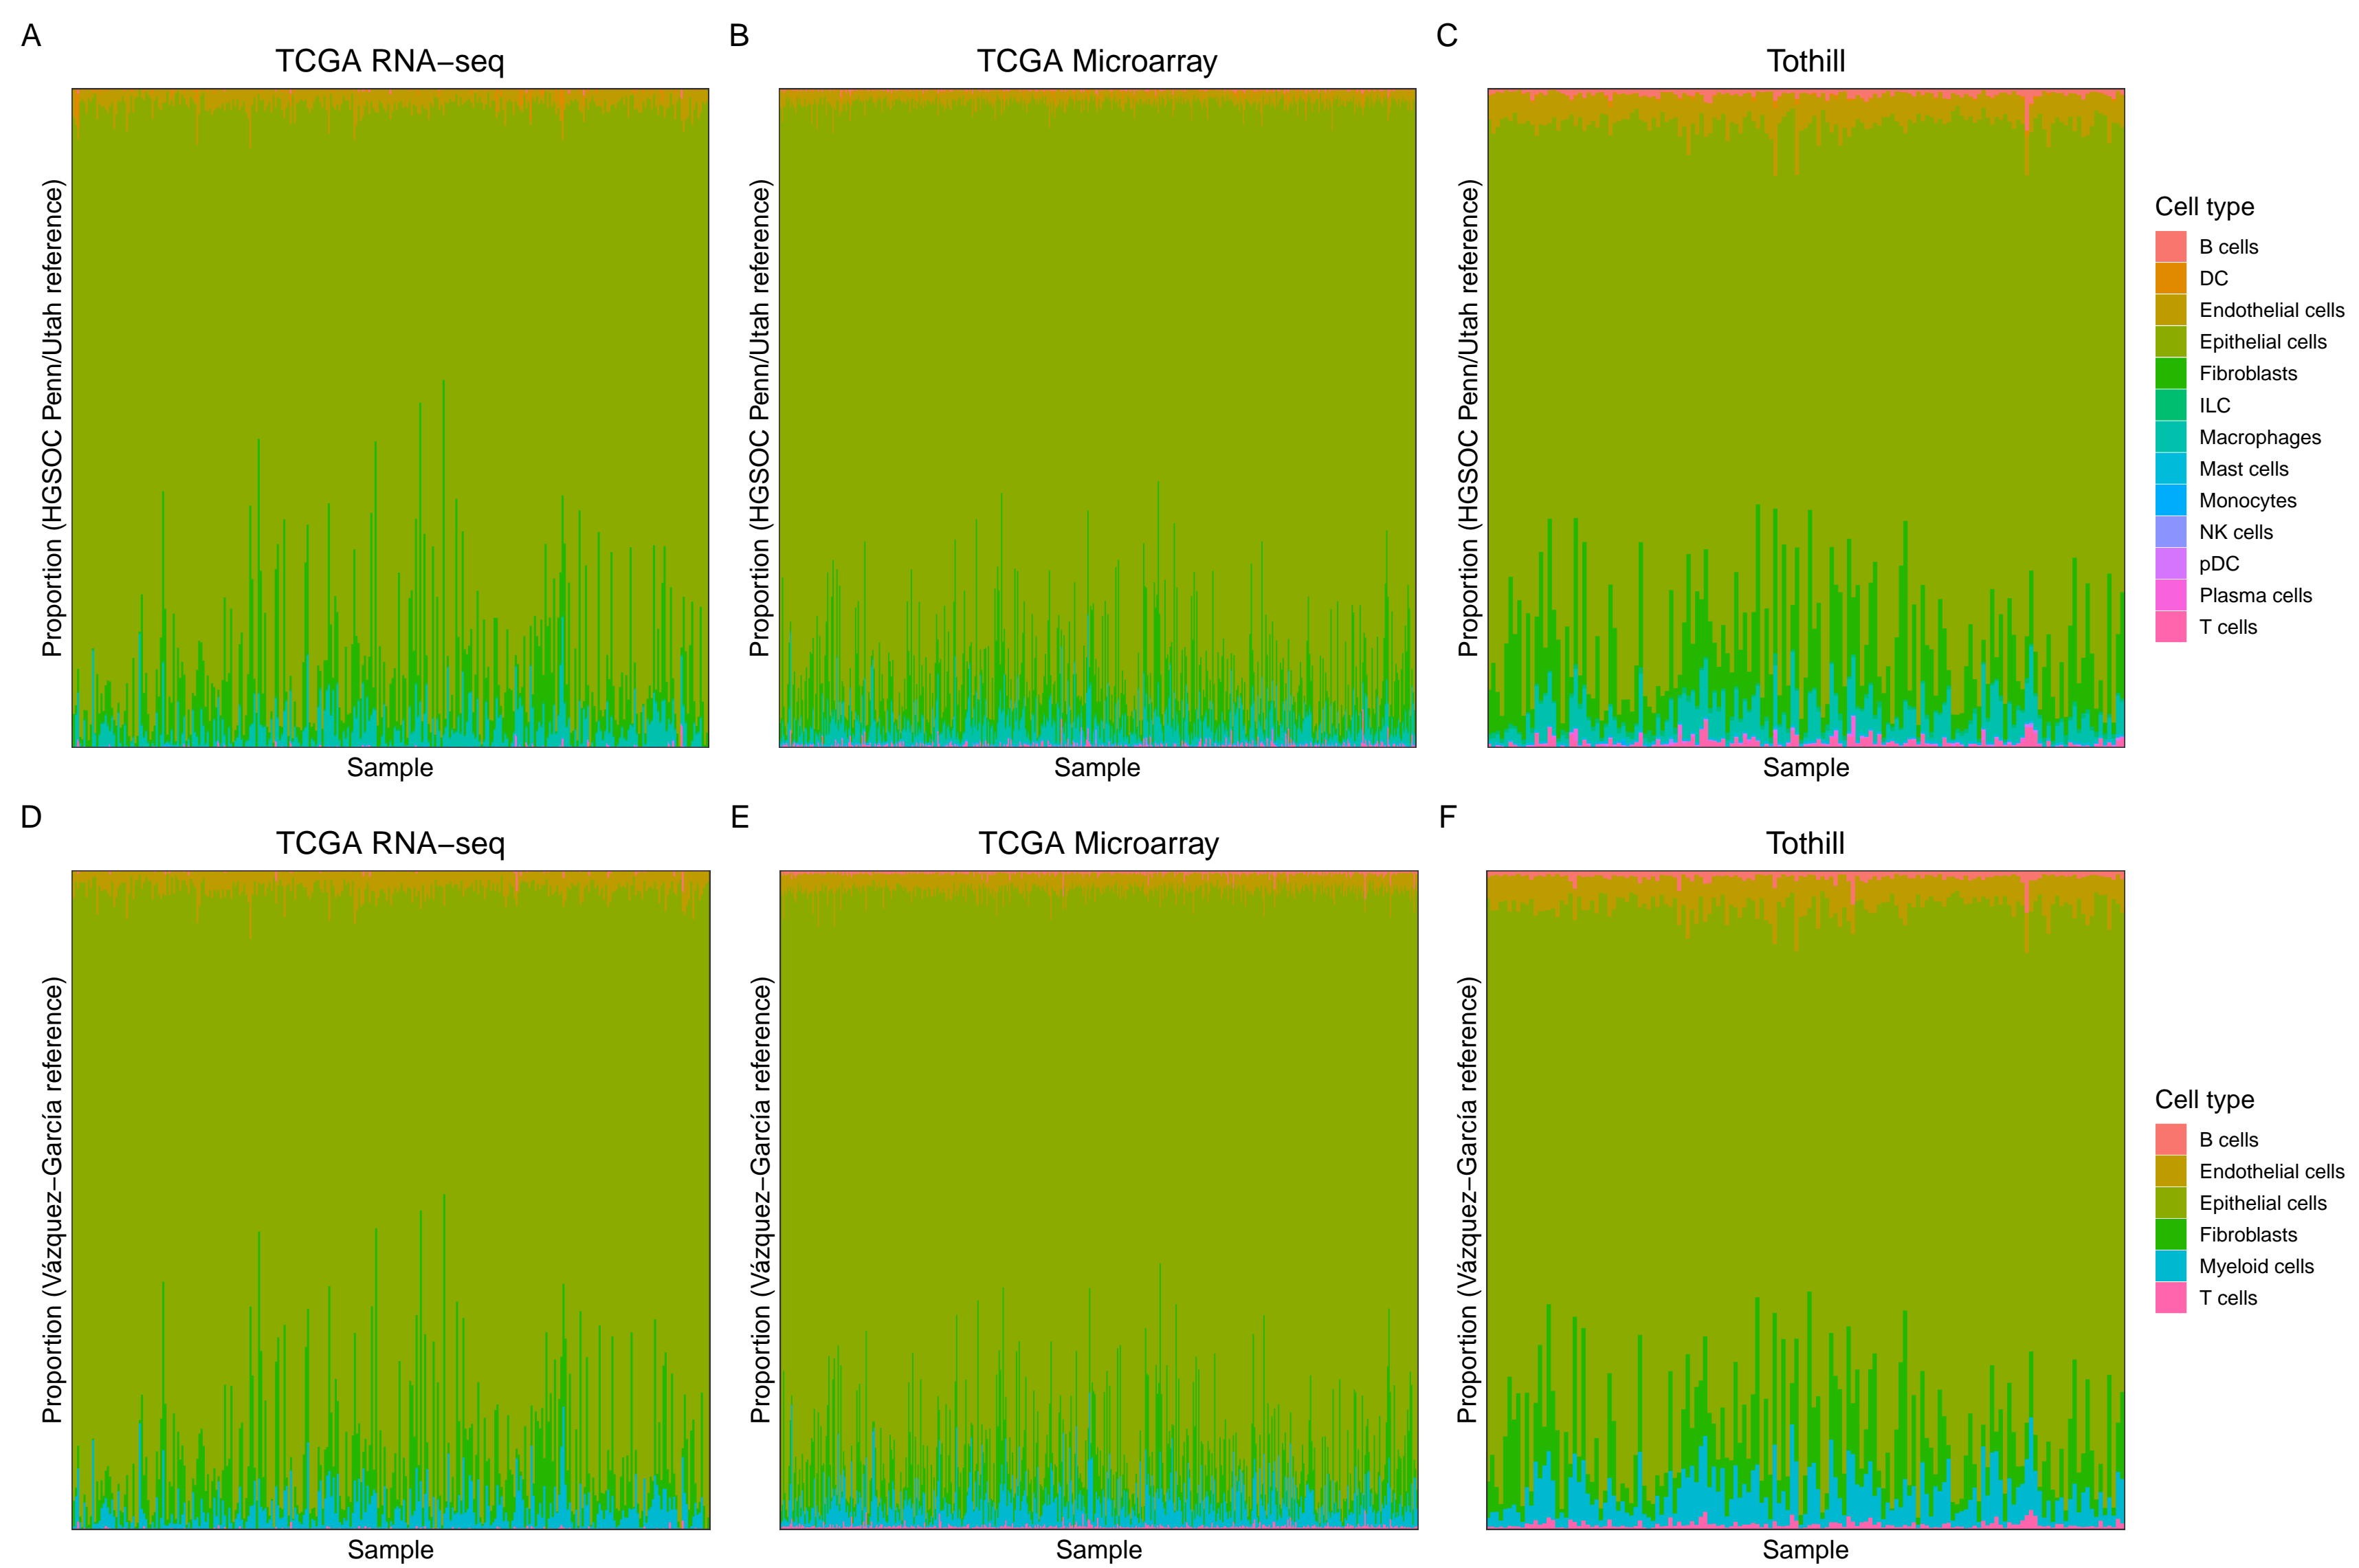 A
TCGA RNA−seq
Proportion (HGSOC Penn/Utah reference)
Sample
B
TCGA Microarray
Proportion (HGSOC Penn/Utah reference)
Sample
C
Tothill
Proportion (HGSOC Penn/Utah reference)
Sample
Cell type
B cells
DC
Endothelial cells
Epithelial cells
Fibroblasts
ILC
Macrophages
Mast cells
Monocytes
NK cells
pDC
Plasma cells
T cells
D
TCGA RNA−seq
Proportion (Vázquez−García reference)
Sample
E
TCGA Microarray
Proportion (Vázquez−García reference)
Sample
F
Tothill
Proportion (Vázquez−García reference)
Sample
Cell type
B cells
Endothelial cells
Epithelial cells
Fibroblasts
Myeloid cells
T cells